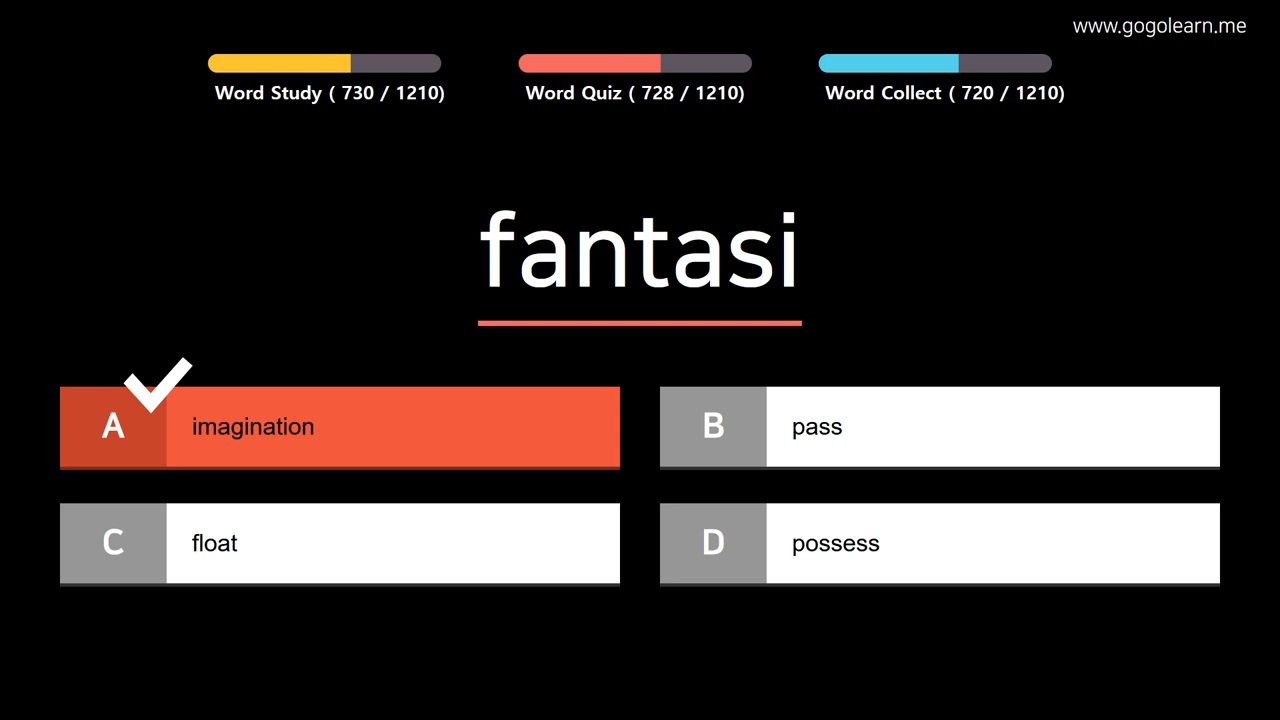 www.gogolearn.me
Word Study ( 730 / 1210)
Word Quiz ( 728 / 1210)
Word Collect ( 720 / 1210)
fantasi
A imagination
B pass
C float
D possess